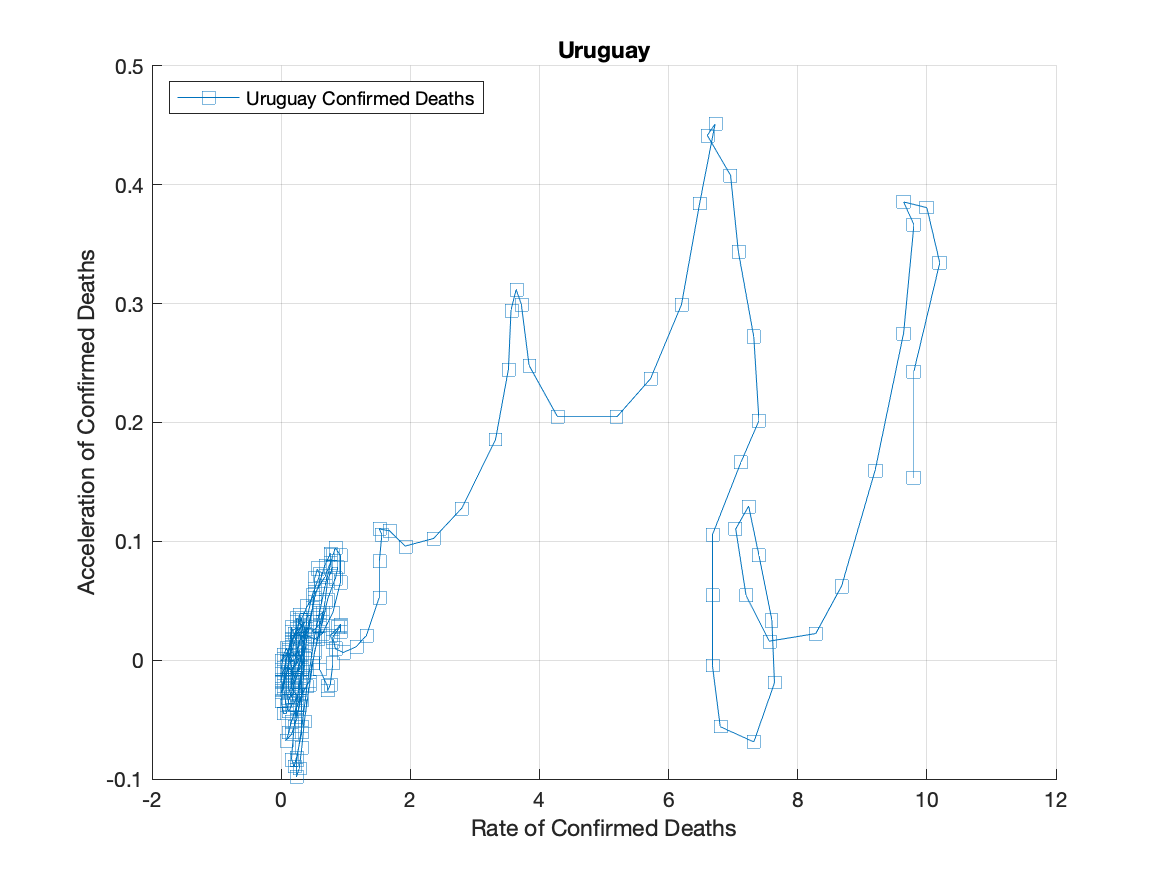 Uruguay
Uruguay Confirmed Deaths
0.5
0.4
0.3
0.2
0.1
0
-0.1
Acceleration of Confirmed Deaths
-2 0 2 4 6 8 10 12
Rate of Confirmed Deaths